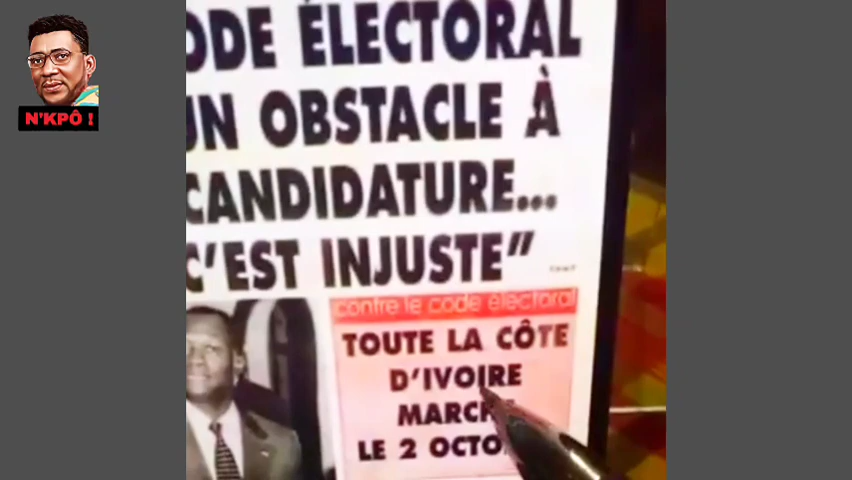 N'KPÔ !
ODE ÉLECTORAL
UN OBSTACLE À
CANDIDATURE...
C'EST INJUSTE"
contre le code électoral
TOUTE LA CÔTE
D'IVOIRE
MARCHE
LE 2 OCTO